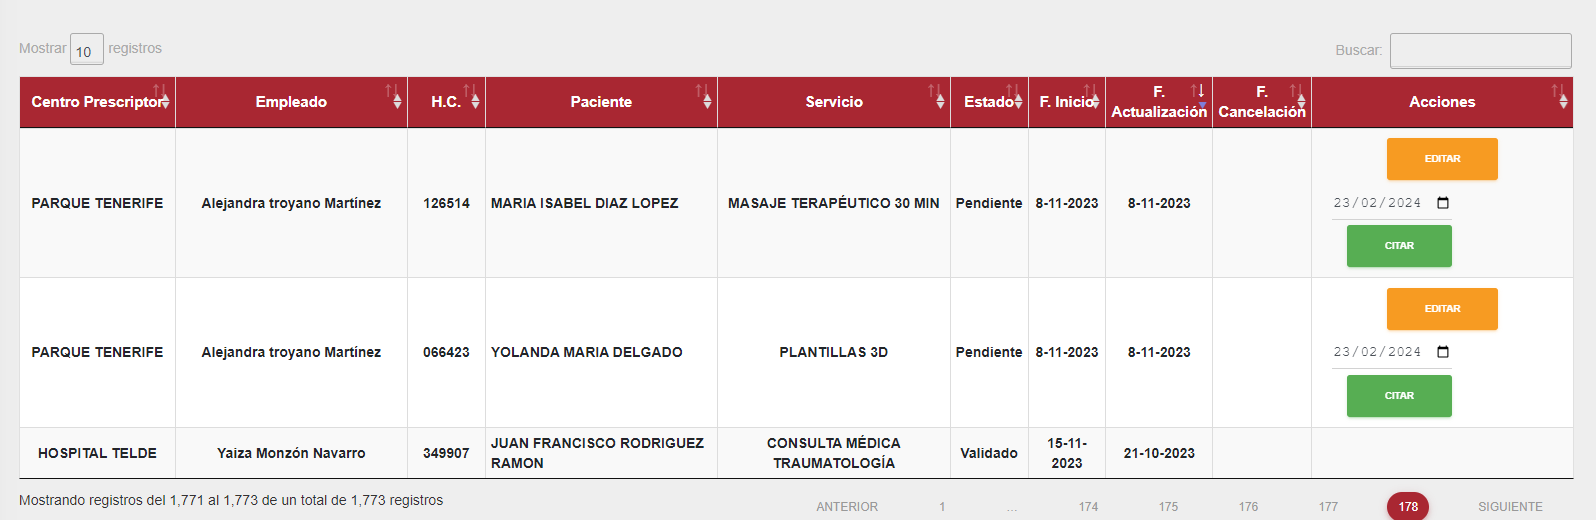 Mostrar 10 registros
Buscar:
Centro Prescriptor Empleado H.C. Paciente Servicio Estado F. Inicio F. Actualización F. Cancelación Acciones
EDITAR
PARQUE TENERIFE Alejandra troyano Martínez 126514 MARIA ISABEL DIAZ LOPEZ MASAJE TERAPÉUTICO 30 MIN Pendiente 8-11-2023 8-11-2023 23/02/2024
CITAR
EDITAR
PARQUE TENERIFE Alejandra troyano Martínez 066423 YOLANDA MARIA DELGADO PLANTILLAS 3D Pendiente 8-11-2023 8-11-2023 23/02/2024
CITAR
HOSPITAL TELDE Yaiza Monzón Navarro 349907 JUAN FRANCISCO RODRIGUEZ RAMON CONSULTA MÉDICA TRAUMATOLOGÍA Validado 15-11-2023 21-10-2023
Mostrando registros del 1,771 al 1,773 de un total de 1,773 registros
ANTERIOR 1 ... 174 175 176 177 178 SIGUIENTE